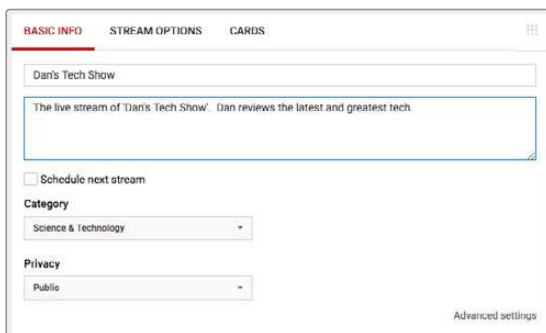 BASIC INFO STREAM OPTIONS CARDS
Dan's Tech Show
The live stream of 'Dan's Tech Show'. Dan reviews the latest and greatest tech.
Schedule next stream
Category
Science & Technology
Privacy
Public
Advanced settings